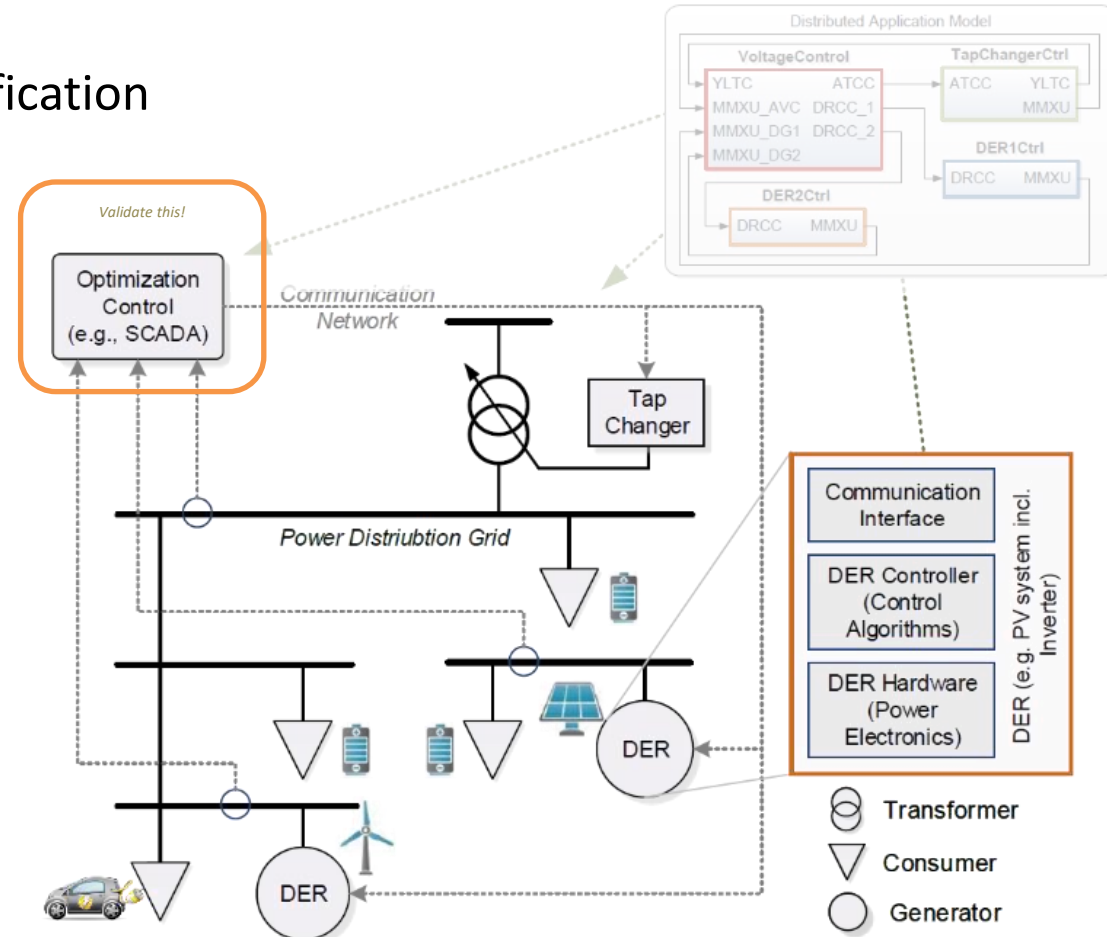 fication
Distributed Application Model
VoltageControl
YLTC ATCC
MMXU_AVC DRCC_1
MMXU_DG1 DRCC_2
MMXU_DG2
TapChangerCtrl
ATCC YLTC
MMXU
DER1Ctrl
DRCC MMXU
DER2Ctrl
DRCC MMXU
Validate this!
Optimization
Control
(e.g., SCADA)
Communication
Network
Tap
Changer
Power Distriubtion Grid
Communication
Interface
DER Controller
(Control
Algorithms)
DER Hardware
(Power
Electronics)
DER (e.g. PV system incl.
Inverter)
DER
DER
Transformer
Consumer
Generator